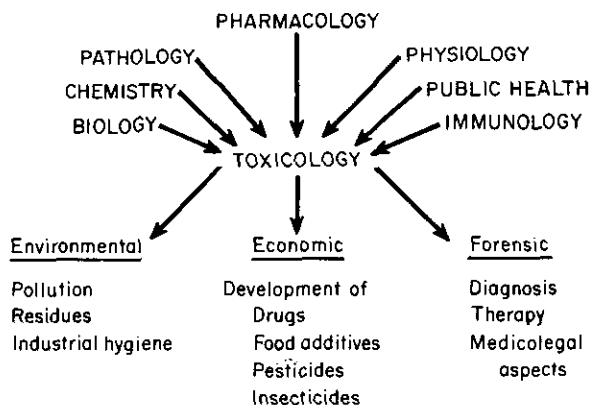 PHARMACOLOGY
PATHOLOGY
PHYSIOLOGY
CHEMISTRY
PUBLIC HEALTH
BIOLOGY
IMMUNOLOGY
TOXICOLOGY
Environmental
Pollution
Residues
Industrial hygiene
Economic
Development of
Drugs
Food additives
Pesticides
Insecticides
Forensic
Diagnosis
Therapy
Medicolegal
aspects